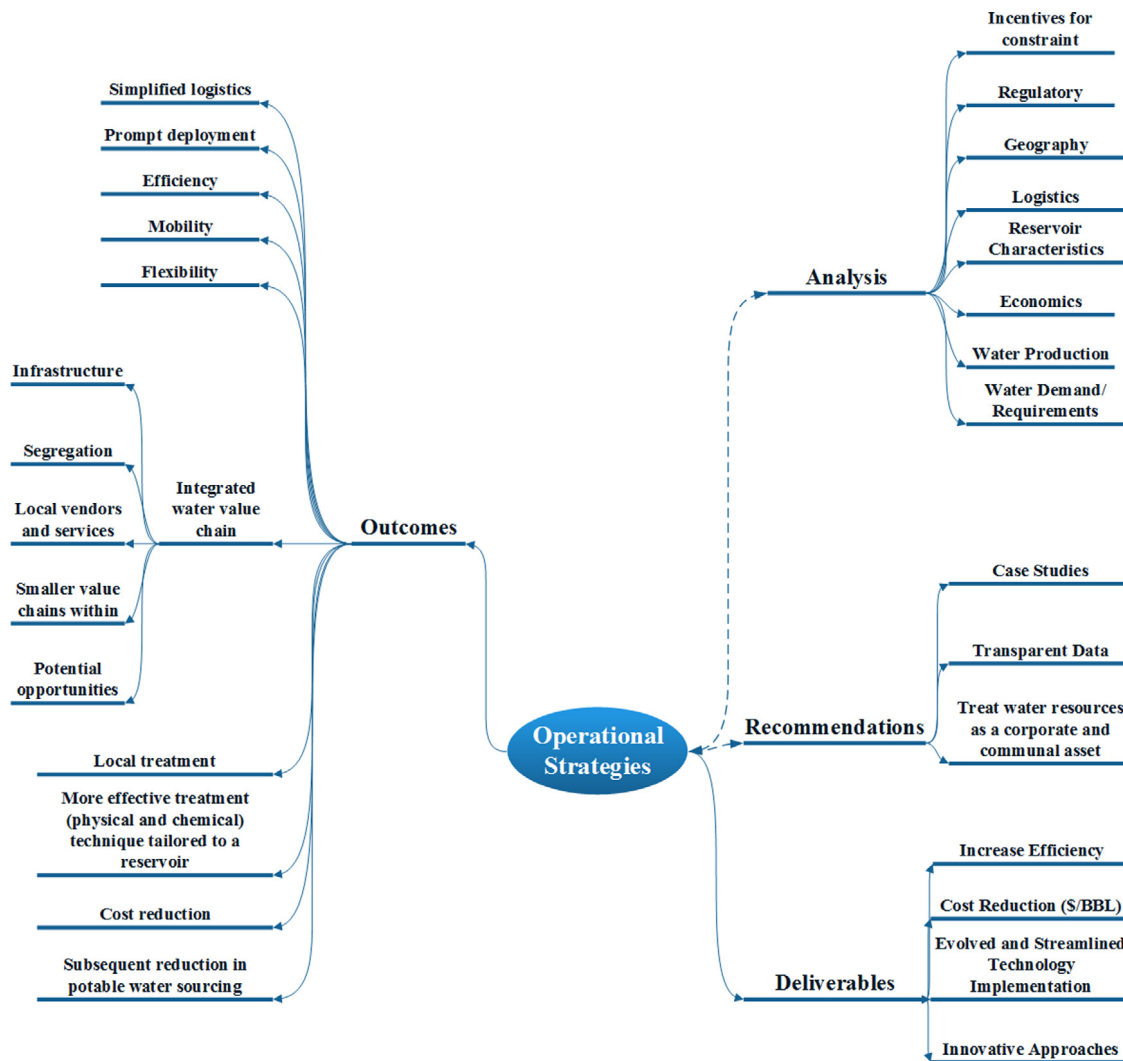 Simplified logistics
Prompt deployment
Efficiency
Mobility
Flexibility
Infrastructure
Segregation
Local vendors
and services
Smaller value
chains within
Potential
opportunities
Integrated
water value
chain
Outcomes
Local treatment
More effective treatment
(physical and chemical)
technique tailored to a
reservoir
Cost reduction
Subsequent reduction in
potable water sourcing
Operational
Strategies
Analysis
Incentives for
constraint
Regulatory
Geography
Logistics
Reservoir
Characteristics
Economics
Water Production
Water Demand/
Requirements
Recommendations
Case Studies
Transparent Data
Treat water resources
as a corporate and
communal asset
Deliverables
Increase Efficiency
Cost Reduction ($/BBL)
Evolved and Streamlined
Technology
Implementation
Innovative Approaches